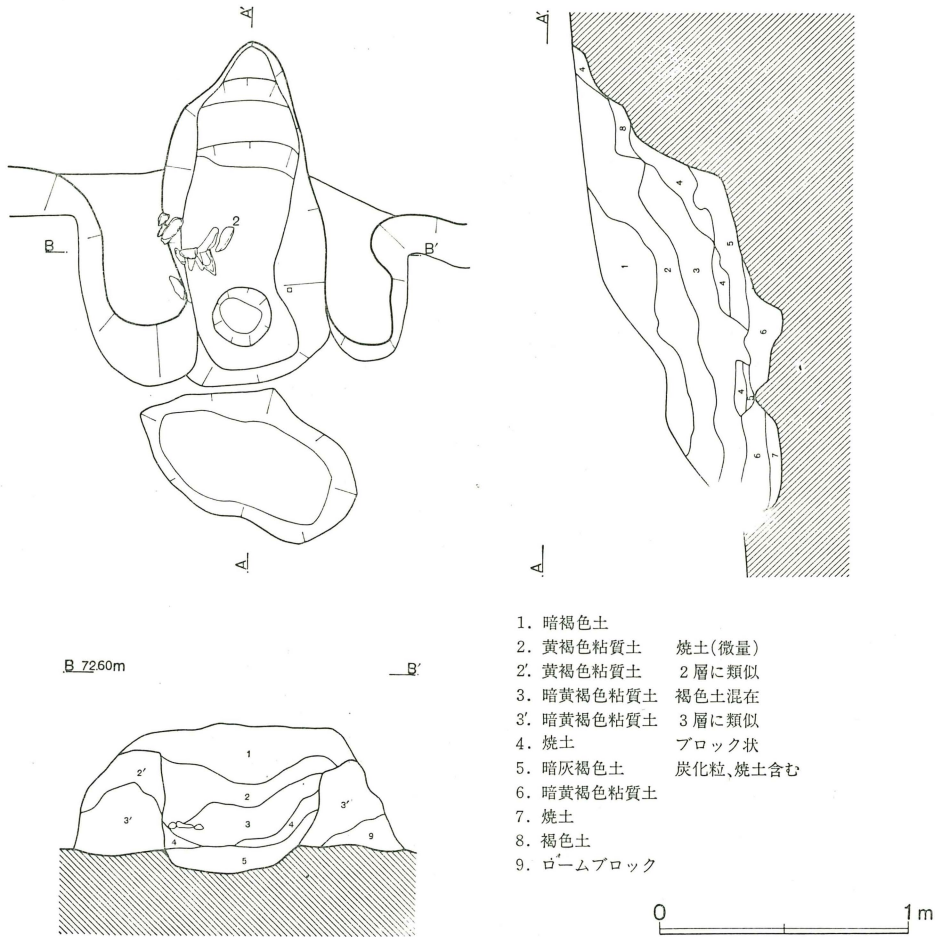 A'
2
B
B'
A
A'
4
8
4
5
1
2
3
4
6
4
5
6
7
A
1. 暗褐色土
2. 黄褐色粘質土 焼土(微量)
2'. 黄褐色粘質土 2層に類似
3. 暗黄褐色粘質土 褐色土混在
3'. 暗黄褐色粘質土 3層に類似
4. 焼土 ブロック状
5. 暗灰褐色土 炭化粒、焼土含む
6. 暗黄褐色粘質土
7. 焼土
8. 褐色土
9. ロームブロック
B 72.60m
B'
1
2'
2
3'
3
4
4
3'
9
5
0 1m